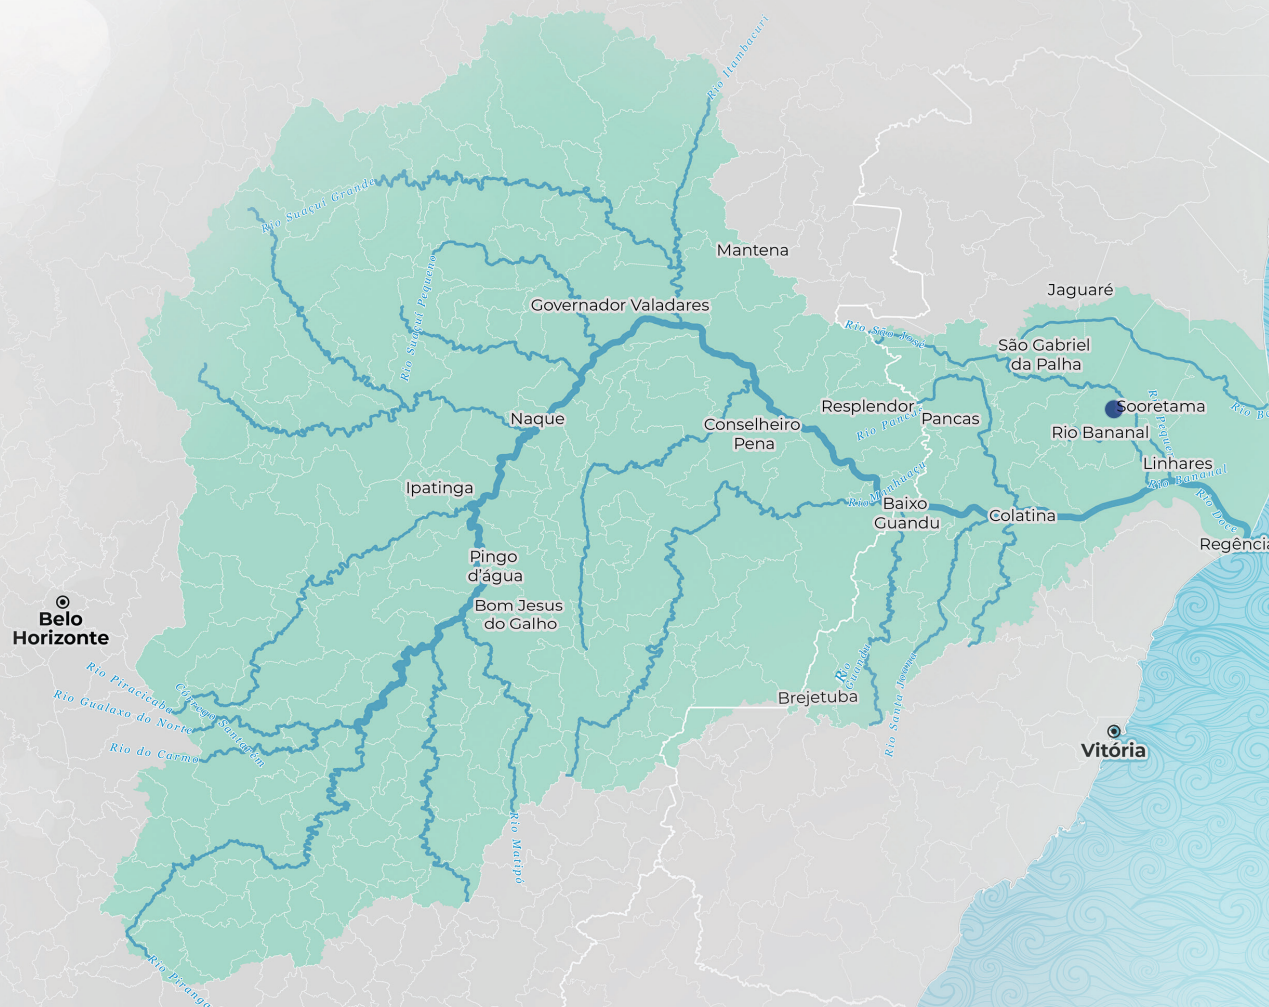 Rio Itambacuri
Rio Suaçuí Grande
Mantena
Rio Suaçuí Pequeno
Jaguaré
Governador Valadares
Rio São José
São Gabriel
da Palha
Resplendor
Sooretama
Rio B
Naque
Conselheiro
Pena
Rio Pancas
Pancas
Rio Bananal
Linhares
Rio Bananal
Ipatinga
Rio Manhuaçu
Baixo
Guandu
Colatina
Rio Doce
Regência
Pingo
d'água
Bom Jesus
do Galho
Belo
Horizonte
Rio Piracicaba
Rio Gualaxo do Norte
Rio do Carmo
Rio
Guandu
Brejetuba
Rio Santa Joana
Vitória
Rio Matipó
Rio Piranga